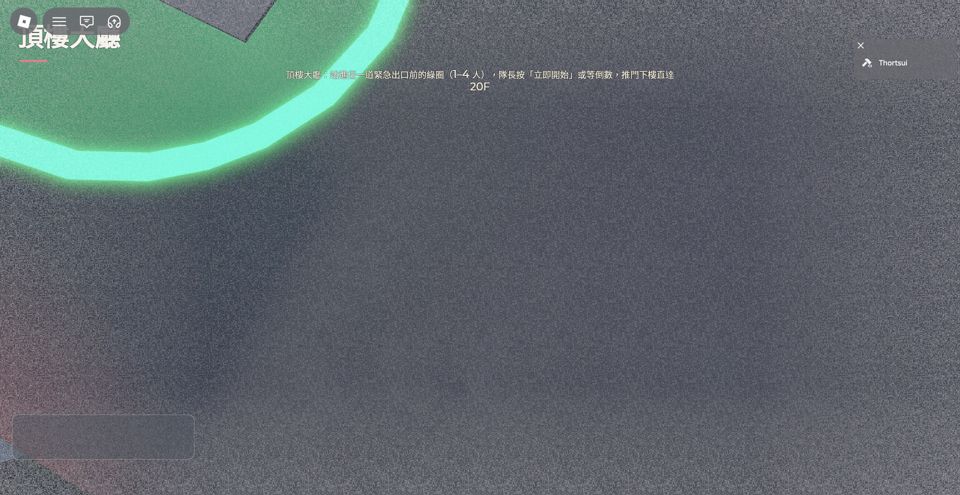 頂樓大廳
頂樓大廳：請進任一道緊急出口前的綠圈（1–4 人），隊長按「立即開始」或等倒數，推門下樓直達
20F
Thortsui